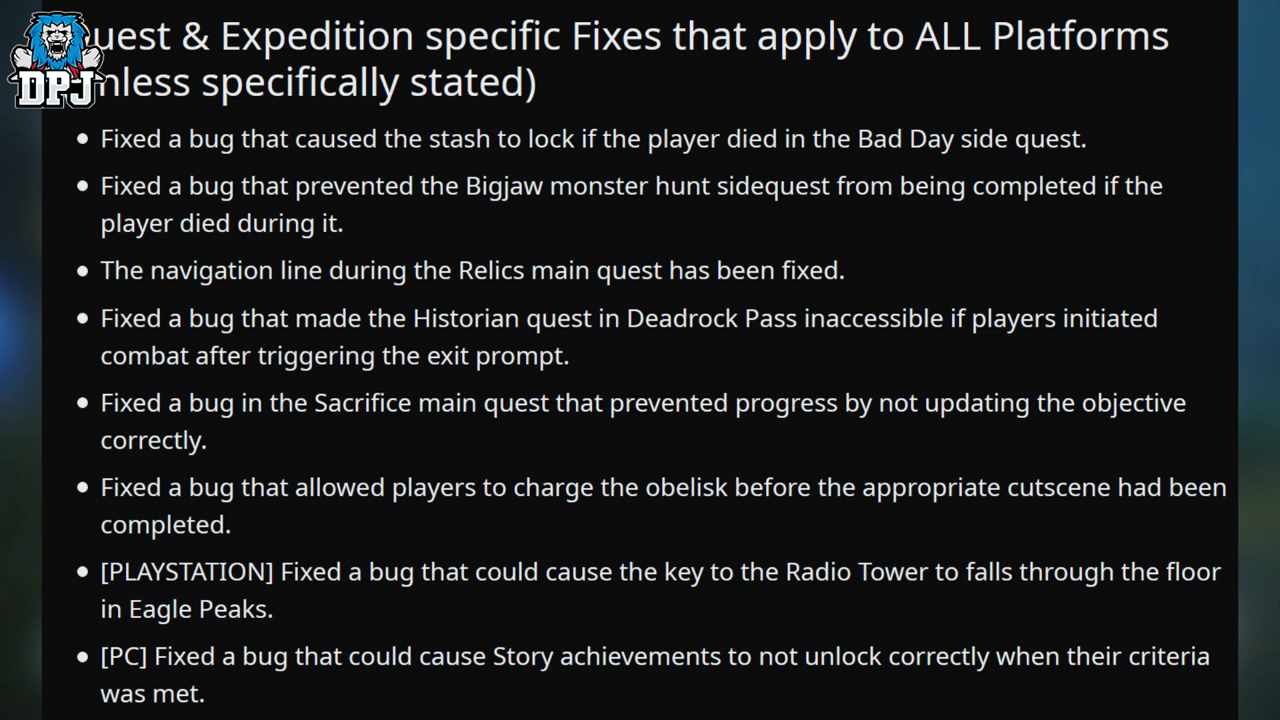 DPJ
uest & Expedition specific Fixes that apply to ALL Platforms
nless specifically stated)
• Fixed a bug that caused the stash to lock if the player died in the Bad Day side quest.
• Fixed a bug that prevented the Bigjaw monster hunt sidequest from being completed if the
player died during it.
• The navigation line during the Relics main quest has been fixed.
• Fixed a bug that made the Historian quest in Deadrock Pass inaccessible if players initiated
combat after triggering the exit prompt.
• Fixed a bug in the Sacrifice main quest that prevented progress by not updating the objective
correctly.
• Fixed a bug that allowed players to charge the obelisk before the appropriate cutscene had been
completed.
• [PLAYSTATION] Fixed a bug that could cause the key to the Radio Tower to falls through the floor
in Eagle Peaks.
• [PC] Fixed a bug that could cause Story achievements to not unlock correctly when their criteria
was met.